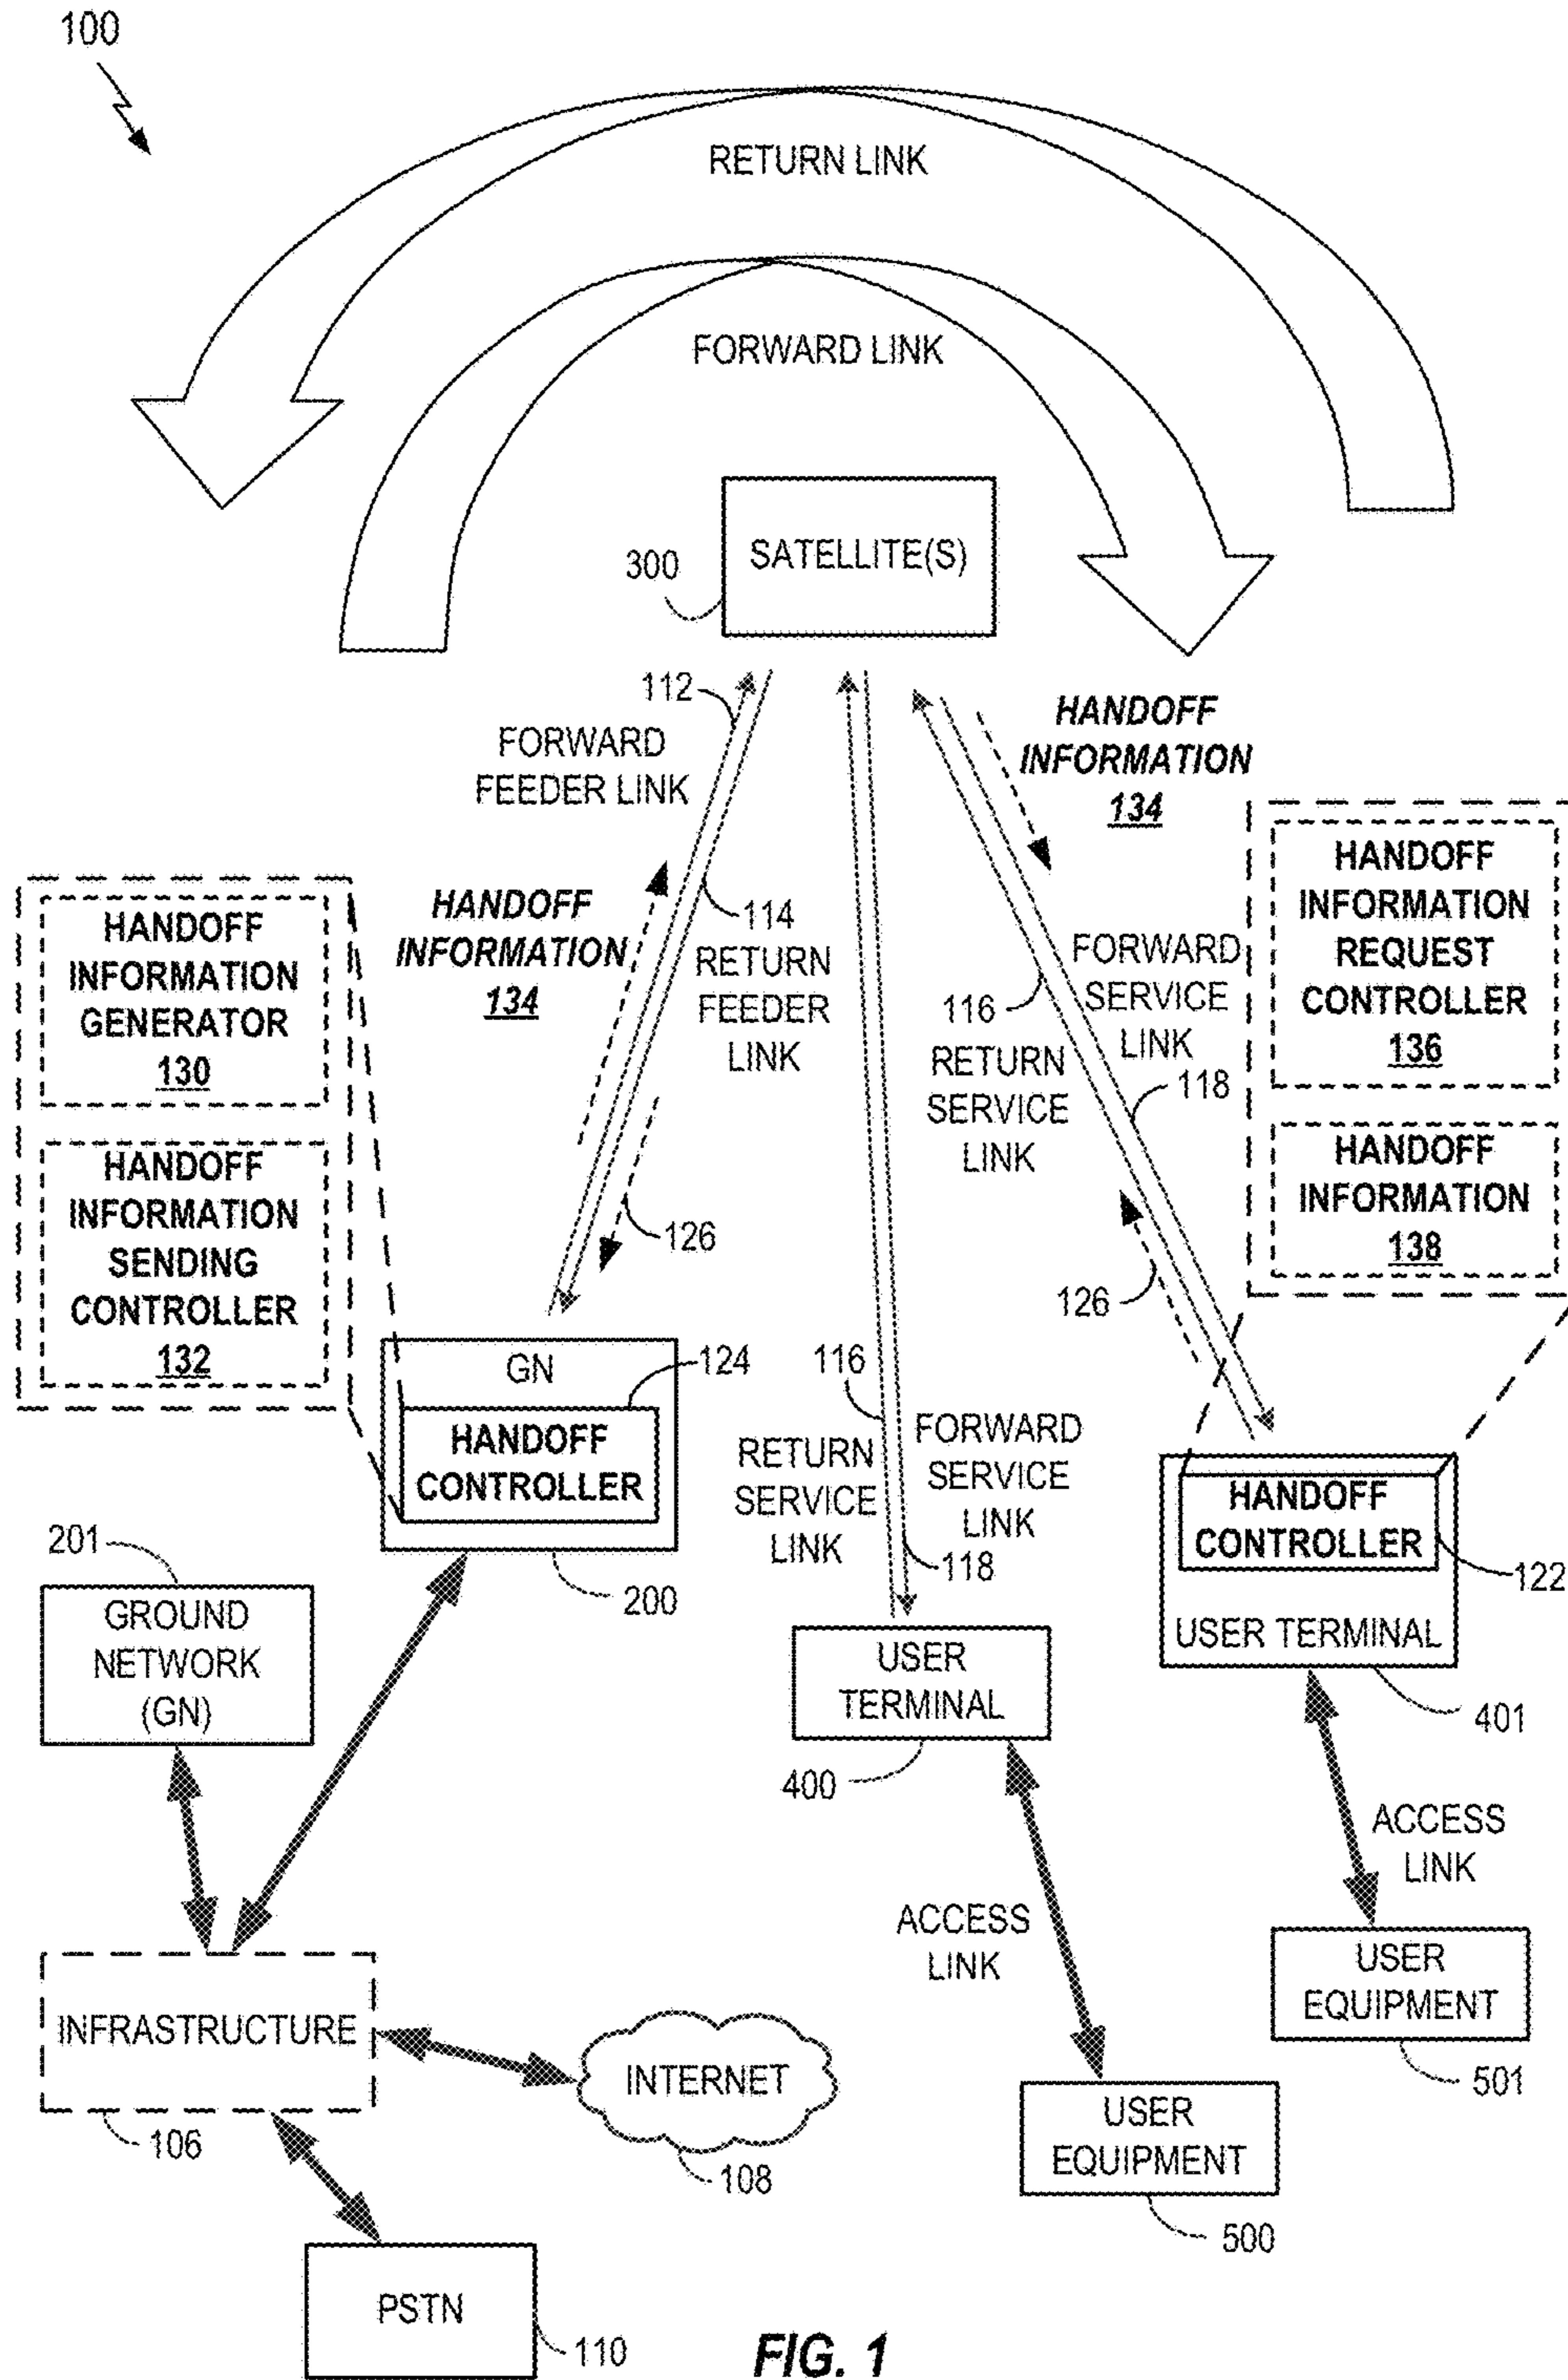 100
RETURN LINK
FORWARD LINK
SATELLITE(S)
300
112
FORWARD
FEEDER LINK
HANDOFF
INFORMATION
134
HANDOFF
INFORMATION
134
114
RETURN
FEEDER
LINK
126
HANDOFF
INFORMATION
GENERATOR
130
HANDOFF
INFORMATION
SENDING
CONTROLLER
132
116
RETURN
SERVICE
LINK
FORWARD
SERVICE
LINK
118
126
HANDOFF
INFORMATION
REQUEST
CONTROLLER
136
HANDOFF
INFORMATION
138
GN
124
HANDOFF
CONTROLLER
200
116
RETURN
SERVICE
LINK
FORWARD
SERVICE
LINK
118
HANDOFF
CONTROLLER
122
USER TERMINAL
401
201
GROUND
NETWORK
(GN)
USER
TERMINAL
400
ACCESS
LINK
ACCESS
LINK
USER
EQUIPMENT
501
INFRASTRUCTURE
106
INTERNET
108
USER
EQUIPMENT
500
PSTN
110
FIG. 1